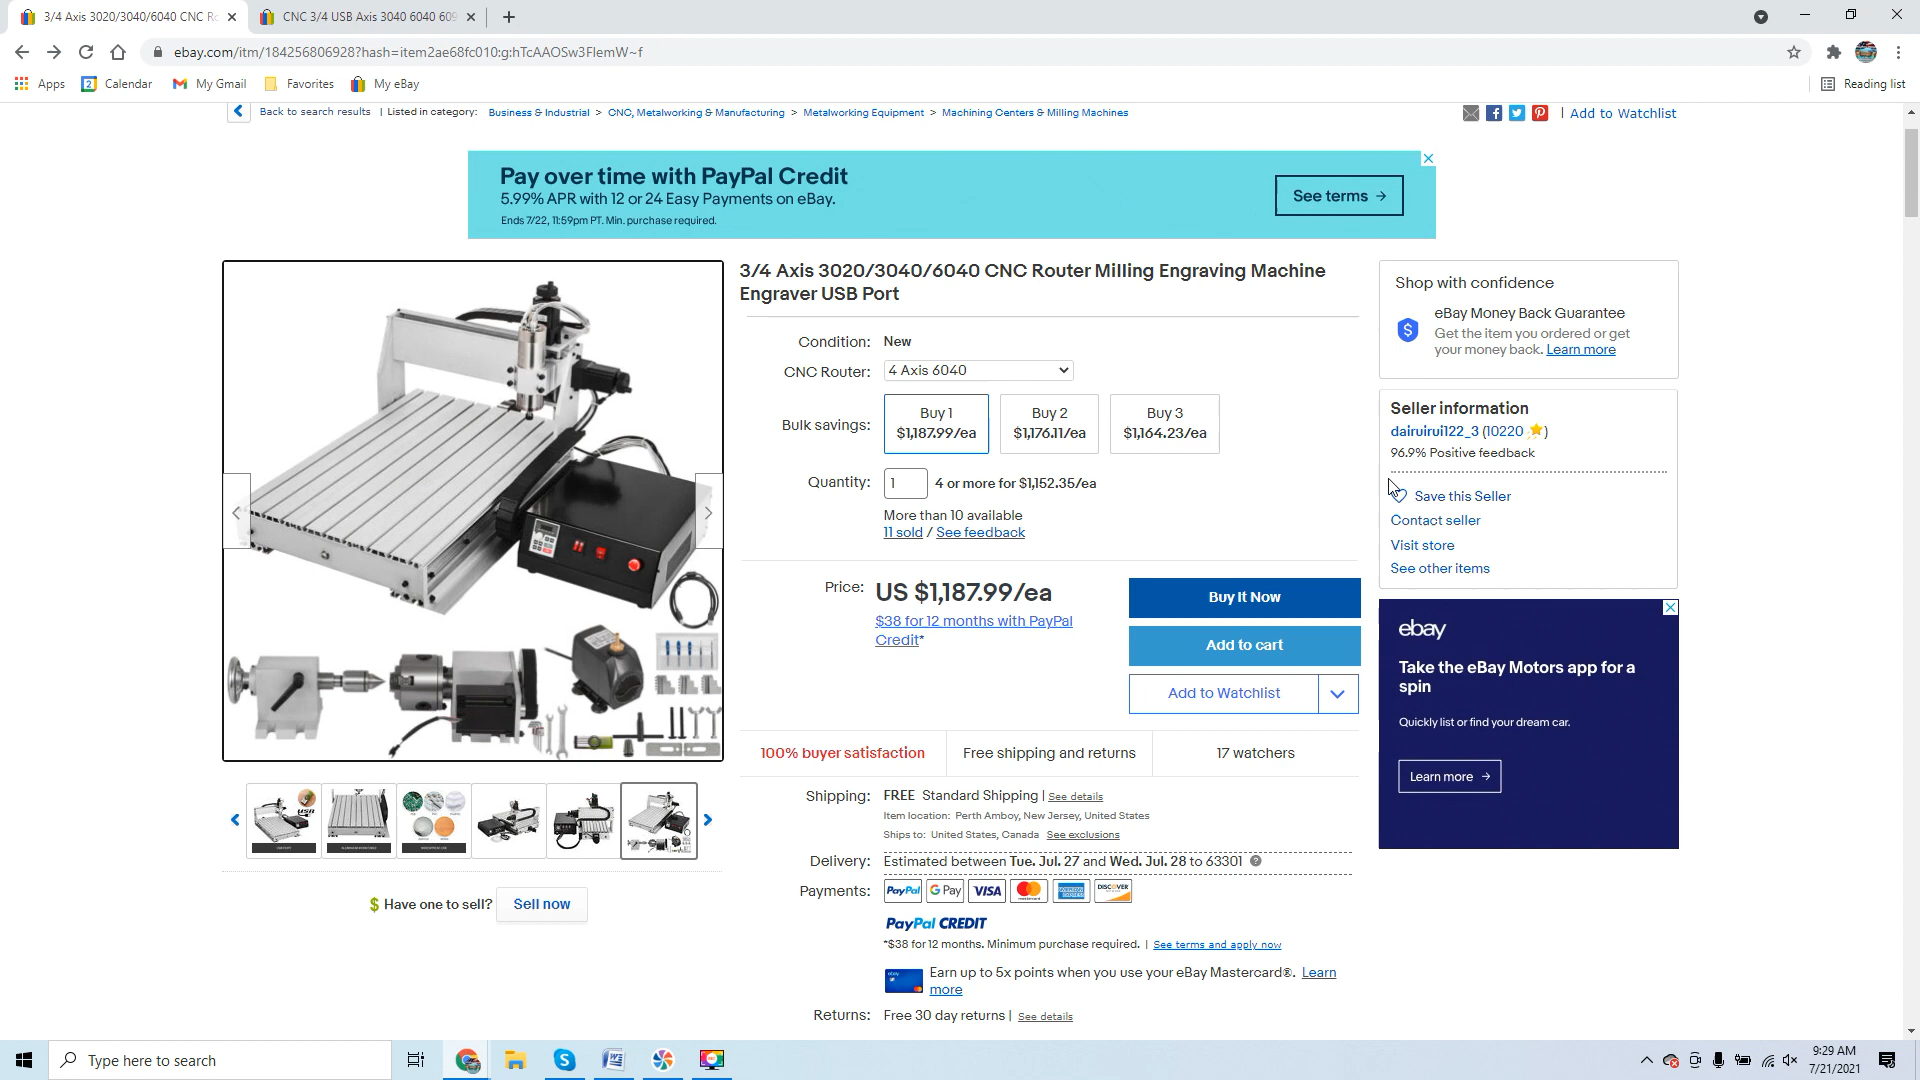 3/4 Axis 3020/3040/6040 CNC Ro
CNC 3/4 USB Axis 3040 6040 609
ebay.com/itm/184256806928?hash=item2ae68fc010:g:hTcAAOSw3FIemW~f
Apps
Calendar
My Gmail
Favorites
My eBay
Reading list
Back to search results | Listed in category: Business & Industrial > CNC, Metalworking & Manufacturing > Metalworking Equipment > Machining Centers & Milling Machines
| Add to Watchlist
Pay over time with PayPal Credit
5.99% APR with 12 or 24 Easy Payments on eBay.
Ends 7/22, 11:59pm PT. Min. purchase required.
See terms →
3/4 Axis 3020/3040/6040 CNC Router Milling Engraving Machine
Engraver USB Port
Condition: New
CNC Router: 4 Axis 6040
Bulk savings:
Buy 1
$1,187.99/ea
Buy 2
$1,176.11/ea
Buy 3
$1,164.23/ea
Quantity: 1 4 or more for $1,152.35/ea
More than 10 available
11 sold / See feedback
Price: US $1,187.99/ea
$38 for 12 months with PayPal
Credit*
Buy It Now
Add to cart
Add to Watchlist
100% buyer satisfaction
Free shipping and returns
17 watchers
Shipping: FREE Standard Shipping | See details
Item location: Perth Amboy, New Jersey, United States
Ships to: United States, Canada See exclusions
Delivery: Estimated between Tue. Jul. 27 and Wed. Jul. 28 to 63301
Payments: PayPal G Pay VISA mastercard DISCOVER
PayPal CREDIT
*$38 for 12 months. Minimum purchase required. | See terms and apply now
Earn up to 5x points when you use your eBay Mastercard®. Learn
more
Returns: Free 30 day returns | See details
Have one to sell? Sell now
Shop with confidence
eBay Money Back Guarantee
Get the item you ordered or get
your money back. Learn more
Seller information
dairuirui122_3 (10220 )
96.9% Positive feedback
Save this Seller
Contact seller
Visit store
See other items
ebay
Take the eBay Motors app for a
spin
Quickly list or find your dream car.
Learn more →
Type here to search
9:29 AM
7/21/2021